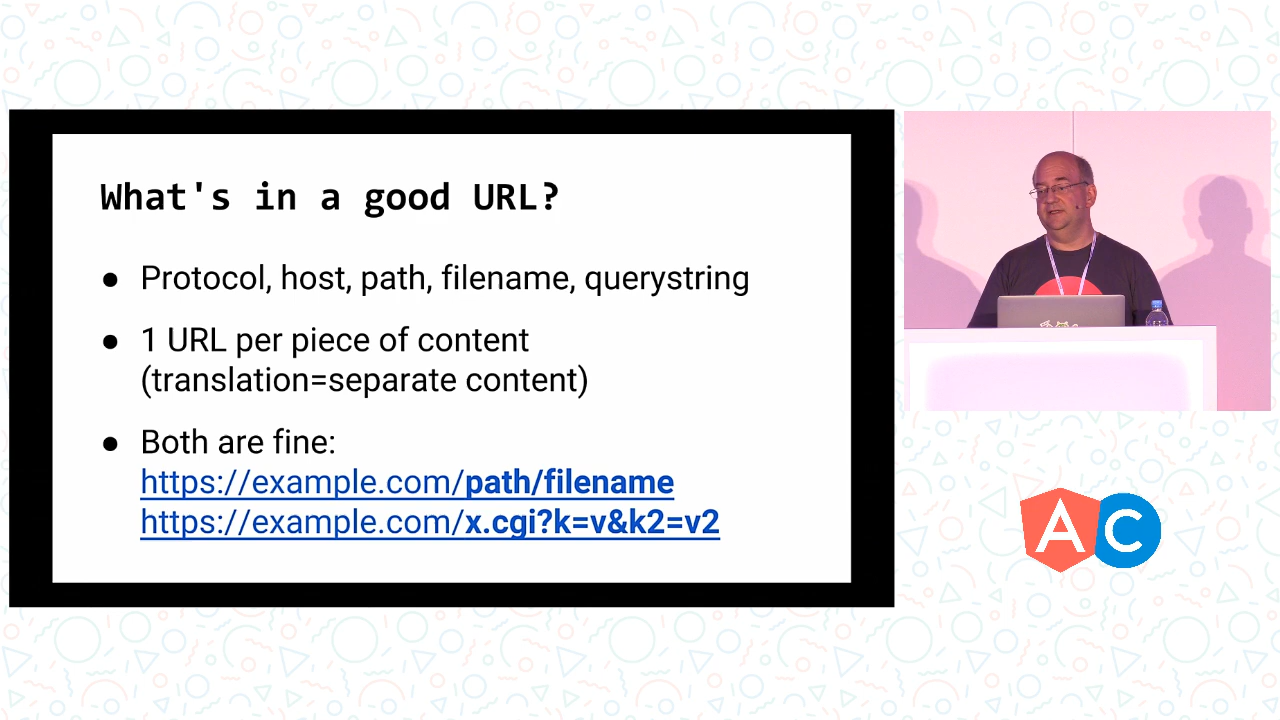 What's in a good URL?
● Protocol, host, path, filename, querystring
● 1 URL per piece of content
(translation=separate content)
● Both are fine:
https://example.com/path/filename
https://example.com/x.cgi?k=v&k2=v2
AC